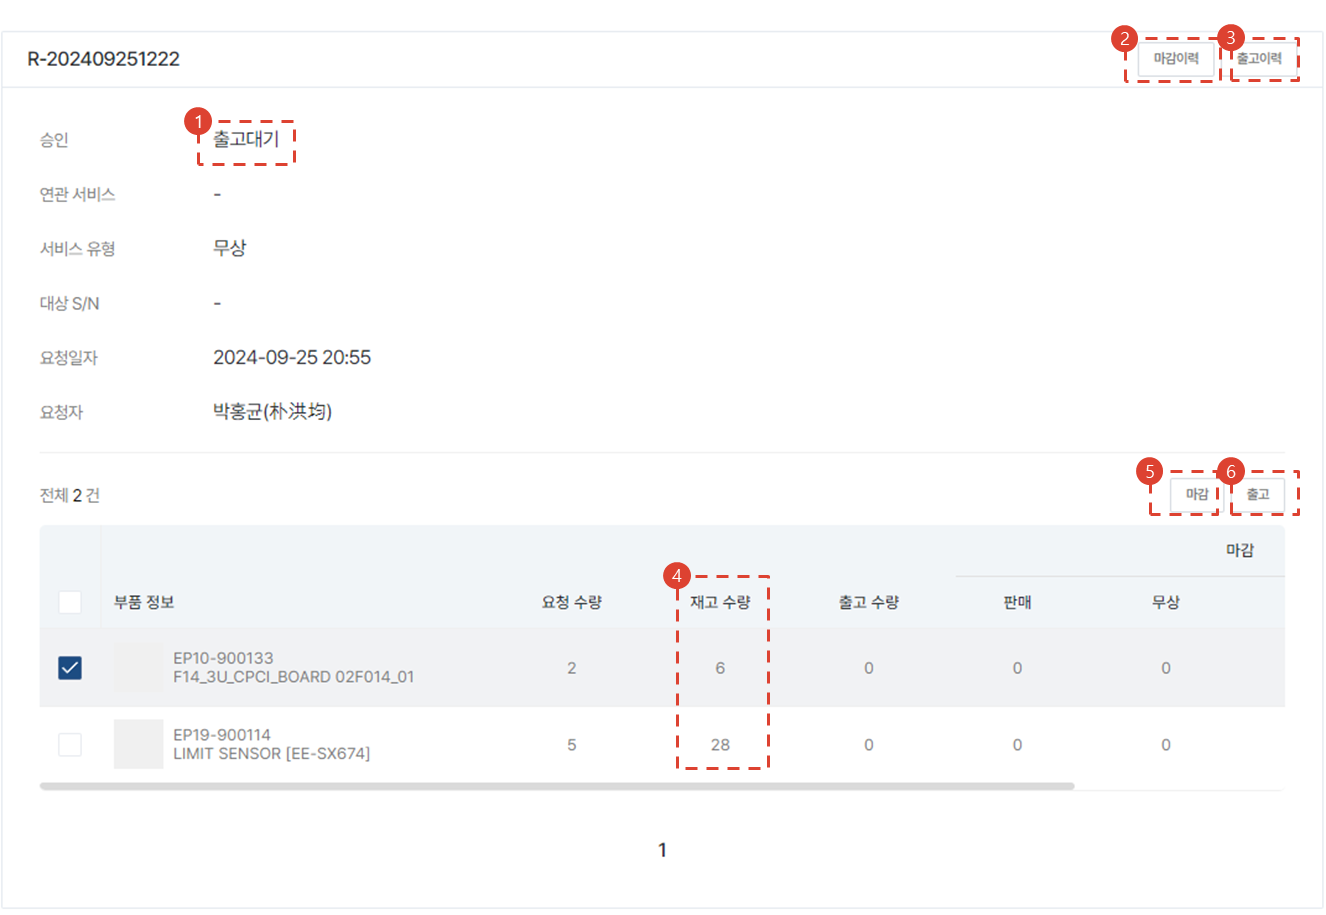 R-202409251222
2 마감이력
3 출고이력
승인
1 출고대기
연관 서비스
-
서비스 유형
무상
대상 S/N
-
요청일자
2024-09-25 20:55
요청자
박홍균(朴洪均)
전체 2 건
5 마감
6 출고
마감
부품 정보
요청 수량
4 재고 수량
출고 수량
판매
무상
EP10-900133
F14_3U_CPCI_BOARD 02F014_01
2
6
0
0
0
EP19-900114
LIMIT SENSOR [EE-SX674]
5
28
0
0
0
1